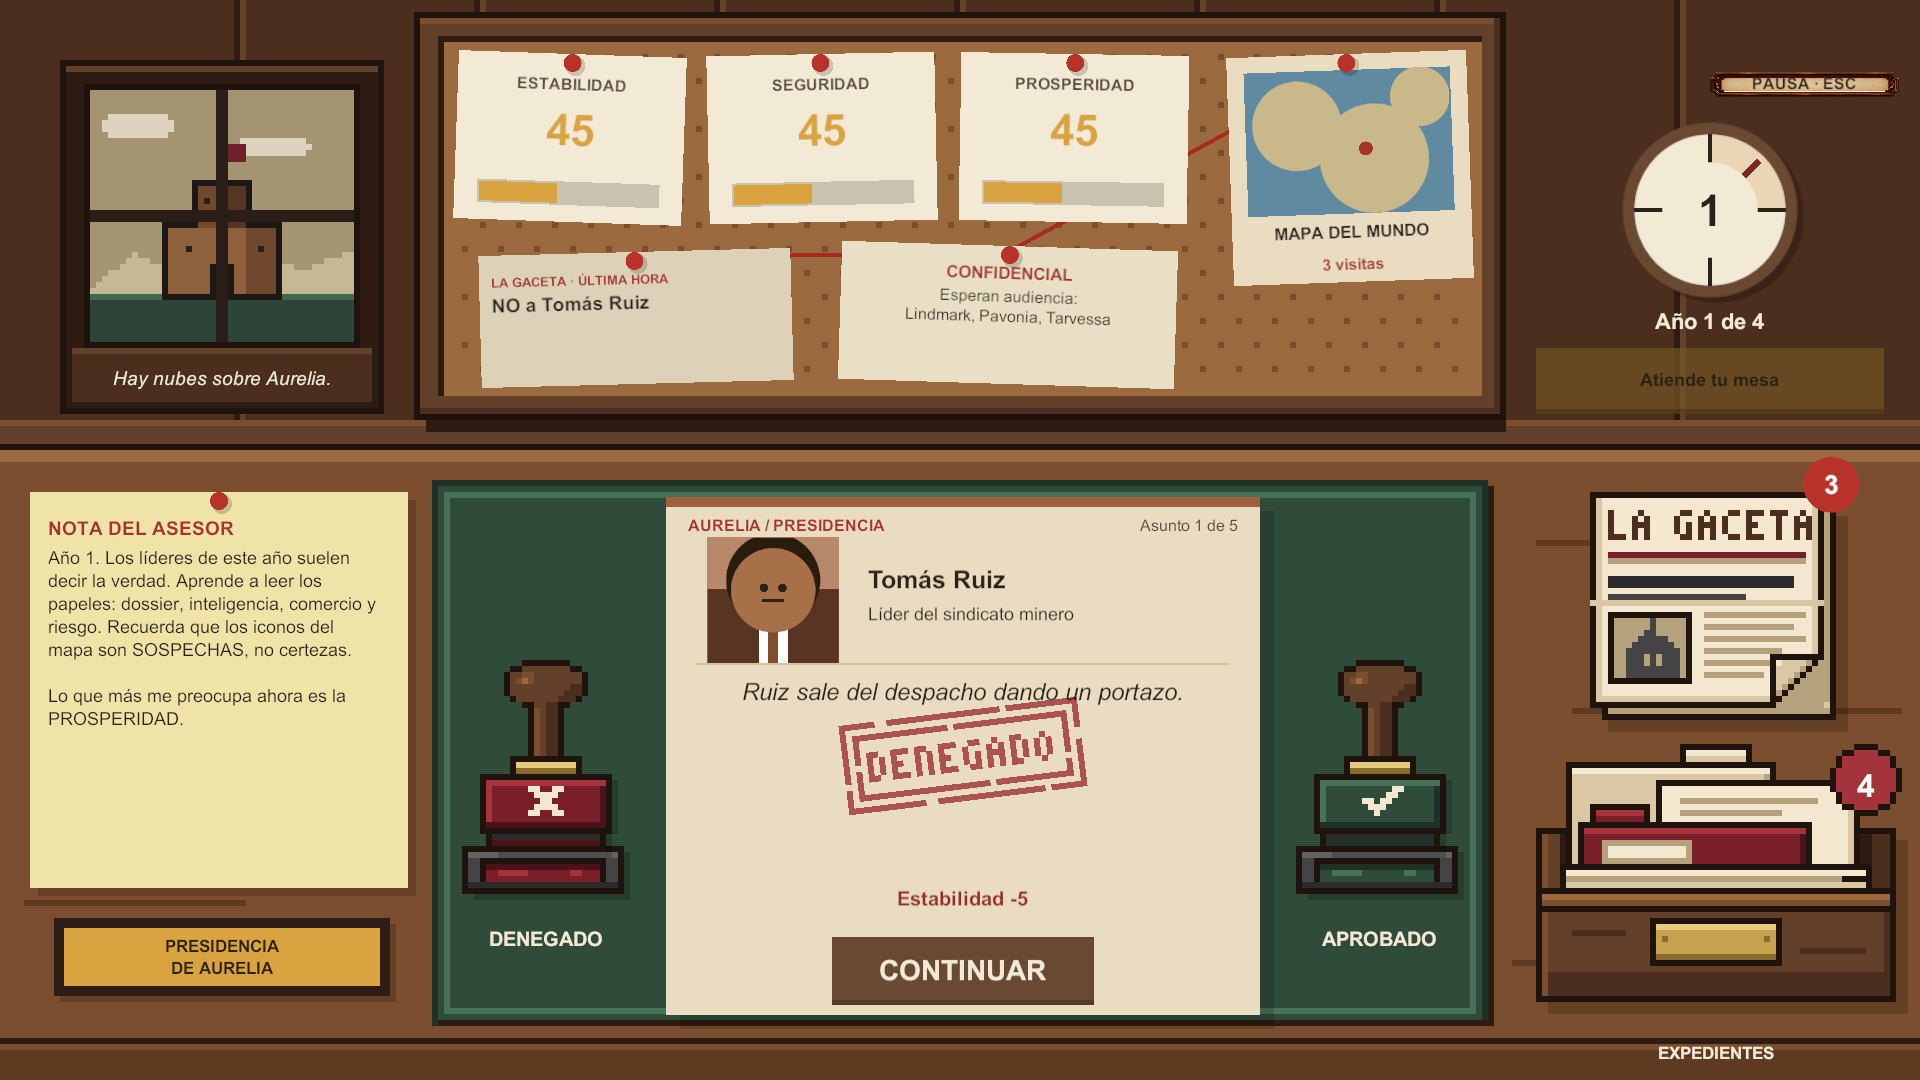 ESTABILIDAD
45
SEGURIDAD
45
PROSPERIDAD
45
MAPA DEL MUNDO
3 visitas
PAUSA · ESC
1
Año 1 de 4
Atiende tu mesa
Hay nubes sobre Aurelia.
LA GACETA · ÚLTIMA HORA
NO a Tomás Ruiz
CONFIDENCIAL
Esperan audiencia:
Lindmark, Pavonia, Tarvessa
NOTA DEL ASESOR
Año 1. Los líderes de este año suelen
decir la verdad. Aprende a leer los
papeles: dossier, inteligencia, comercio y
riesgo. Recuerda que los iconos del
mapa son SOSPECHAS, no certezas.
Lo que más me preocupa ahora es la
PROSPERIDAD.
PRESIDENCIA
DE AURELIA
AURELIA / PRESIDENCIA
Asunto 1 de 5
Tomás Ruiz
Líder del sindicato minero
Ruiz sale del despacho dando un portazo.
DENEGADO
Estabilidad -5
CONTINUAR
DENEGADO
APROBADO
3
LA GACETA
4
EXPEDIENTES